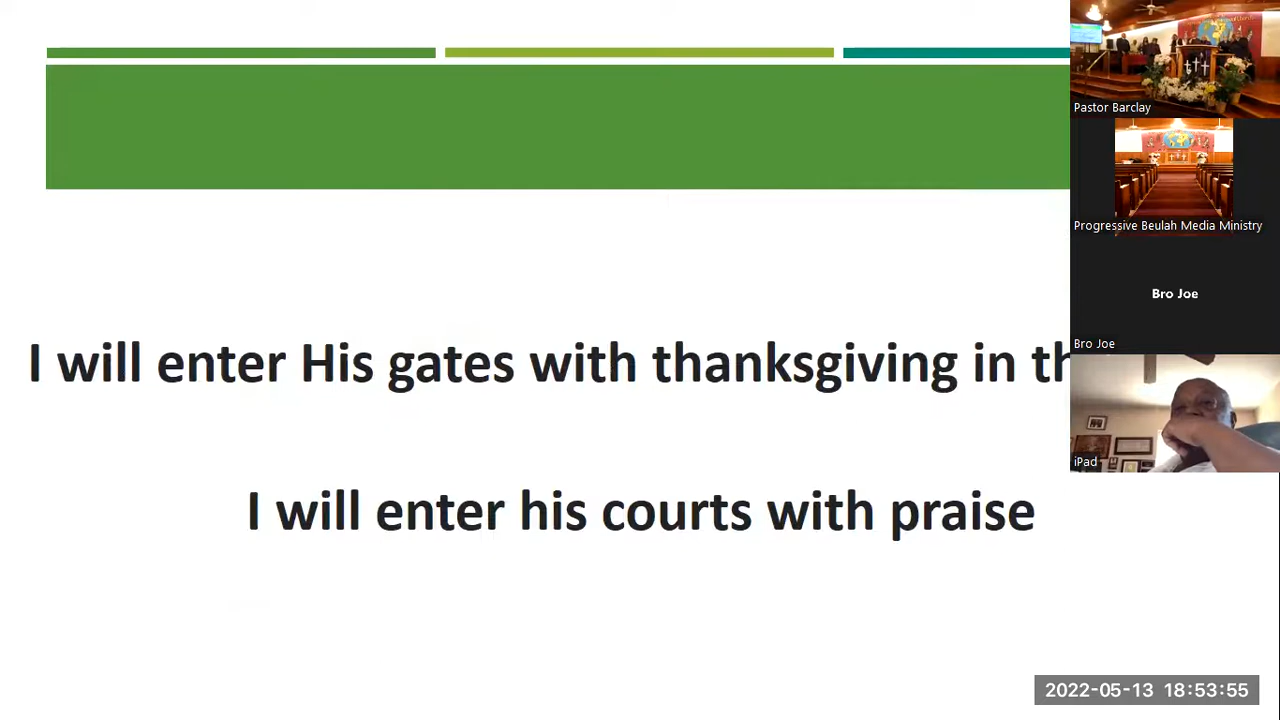 Pastor Barclay
Progressive Beulah Media Ministry
Bro Joe
Bro Joe
iPad
I will enter His gates with thanksgiving in
I will enter his courts with praise
2022-05-13 18:53:55